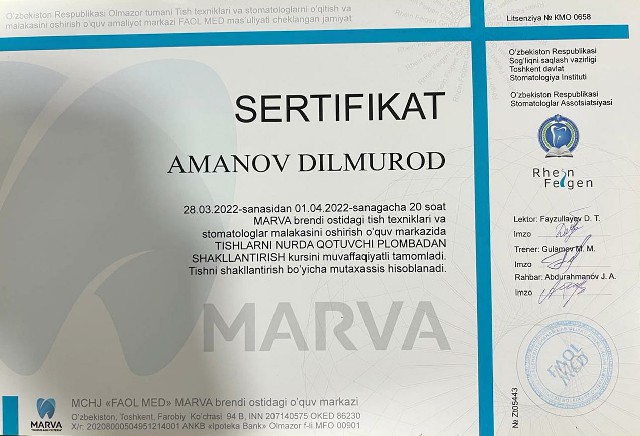 O'zbekiston Respublikasi Olmazor tumani Tish texniklari va stomatologlarni o'qitish va
malakasini oshirish o'quv amaliyot markazi FAOL MED mas'uliyati cheklangan jamiyat
Litsenziya № KMO 0658
O'zbekiston Respublikasi
Sog'liqni saqlash vazirligi
Toshkent davlat
Stomatologiya Instituti
O'zbekiston Respublikasi
Stomatologlar Assotsiatsiyasi
SERTIFIKAT
AMANOV DILMUROD
28.03.2022-sanasidan 01.04.2022-sanagacha 20 soat
MARVA brendi ostidagi tish texniklari va
stomatologlar malakasini oshirish o'quv markazida
TISHLARNI NURDA QOTUVCHI PLOMBADAN
SHAKLLANTIRISH kursini muvaffaqiyatli tamomladi.
Tishni shakllantirish bo'yicha mutaxassis hisoblanadi.
MARVA
Rhein
Felgen
Lektor: Fayzullayev D. T.
Imzo
Trener: Gulamov M. M.
Imzo
Rahbar: Abdurahmanov J. A.
Imzo
FAOL
MED
№ Zt05443
MARVA
MCHJ «FAOL MED» MARVA brendi ostidagi o'quv markazi
O'zbekiston, Toshkent, Farobiy Ko'chasi 94 B, INN 207140575 OKED 86230
X/r: 20208000504951214001 ANKB «Ipoteka Bank» Olmazor f-li MFO 00901